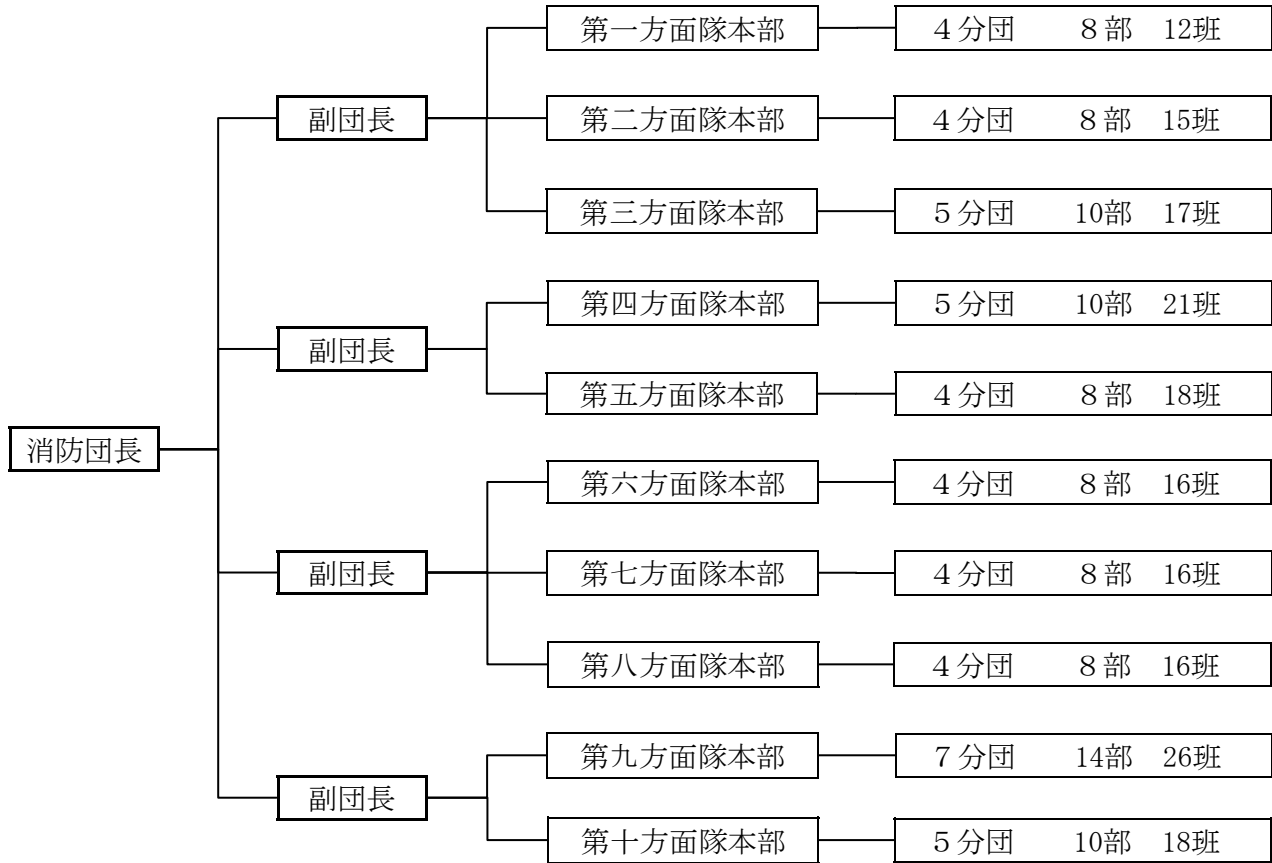 第一方面隊本部 4分団 8部 12班
副団長 第二方面隊本部 4分団 8部 15班
第三方面隊本部 5分団 10部 17班
第四方面隊本部 5分団 10部 21班
副団長
第五方面隊本部 4分団 8部 18班
消防団長
第六方面隊本部 4分団 8部 16班
副団長 第七方面隊本部 4分団 8部 16班
第八方面隊本部 4分団 8部 16班
第九方面隊本部 7分団 14部 26班
副団長
第十方面隊本部 5分団 10部 18班